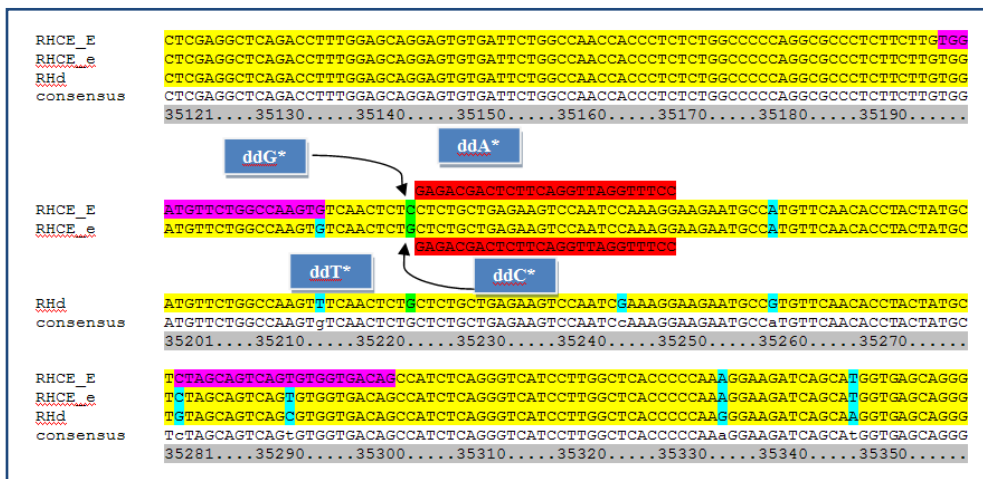 RHCE_E CTCGAGGCTCAGACCTTTGGAGCAGGAGTGTGATTCTGGCCAACCACCCTCTCTGGCCCCCAGGCGCCCTCTTCTTGTGG
RHCE_e CTCGAGGCTCAGACCTTTGGAGCAGGAGTGTGATTCTGGCCAACCACCCTCTCTGGCCCCCAGGCGCCCTCTTCTTGTGG
RHd CTCGAGGCTCAGACCTTTGGAGCAGGAGTGTGATTCTGGCCAACCACCCTCTCTGGCCCCCAGGCGCCCTCTTCTTGTGG
consensus CTCGAGGCTCAGACCTTTGGAGCAGGAGTGTGATTCTGGCCAACCACCCTCTCTGGCCCCCAGGCGCCCTCTTCTTGTGG
35121....35130.....35140.....35150.....35160.....35170.....35180.....35190......
ddG* ddA*
GAGACGACTCTTCAGGTTAGGTTTCC
RHCE_E ATGTTCTGGCCAAGTGTCAACTCTCCTCTGCTGAGAAGTCCAATCCAAAGGAAGAATGCCATGTTCAACACCTACTATGC
RHCE_e ATGTTCTGGCCAAGTGTCAACTCTGCTCTGCTGAGAAGTCCAATCCAAAGGAAGAATGCCATGTTCAACACCTACTATGC
GAGACGACTCTTCAGGTTAGGTTTCC
ddT* ddC*
RHd ATGTTCTGGCCAAGTTTCAACTCTGCTCTGCTGAGAAGTCCAATCGAAAGGAAGAATGCCGTGTTCAACACCTACTATGC
consensus ATGTTCTGGCCAAGTgTCAACTCTGCTCTGCTGAGAAGTCCAATCcAAAGGAAGAATGCCaTGTTCAACACCTACTATGC
35201....35210.....35220.....35230.....35240.....35250.....35260.....35270......
RHCE_E TCTAGCAGTCAGTGTGGTGACAGCCATCTCAGGGTCATCCTTGGCTCACCCCCAAAGGAAGATCAGCATGGTGAGCAGGG
RHCE_e TCTAGCAGTCAGTGTGGTGACAGCCATCTCAGGGTCATCCTTGGCTCACCCCCAAAGGAAGATCAGCATGGTGAGCAGGG
RHd TGTAGCAGTCAGCGTGGTGACAGCCATCTCAGGGTCATCCTTGGCTCACCCCCAAGGGAAGATCAGCAAGGTGAGCAGGG
consensus TcTAGCAGTCAGtGTGGTGACAGCCATCTCAGGGTCATCCTTGGCTCACCCCCAAaGGAAGATCAGCAtGGTGAGCAGGG
35281....35290.....35300.....35310.....35320.....35330.....35340.....35350......